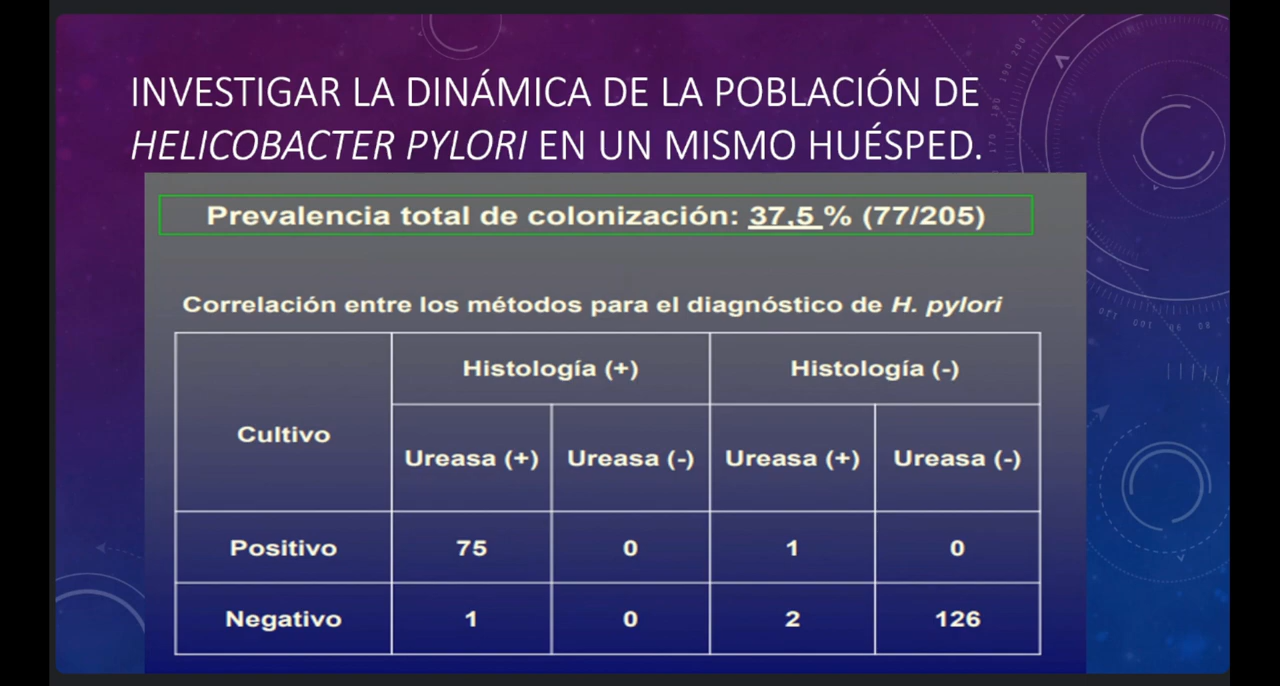 INVESTIGAR LA DINÁMICA DE LA POBLACIÓN DE
HELICOBACTER PYLORI EN UN MISMO HUÉSPED.
Prevalencia total de colonización: 37,5 % (77/205)
Correlación entre los métodos para el diagnóstico de H. pylori
Cultivo
Histología (+) Histología (-)
Ureasa (+) Ureasa (-) Ureasa (+) Ureasa (-)
Positivo 75 0 1 0
Negativo 1 0 2 126